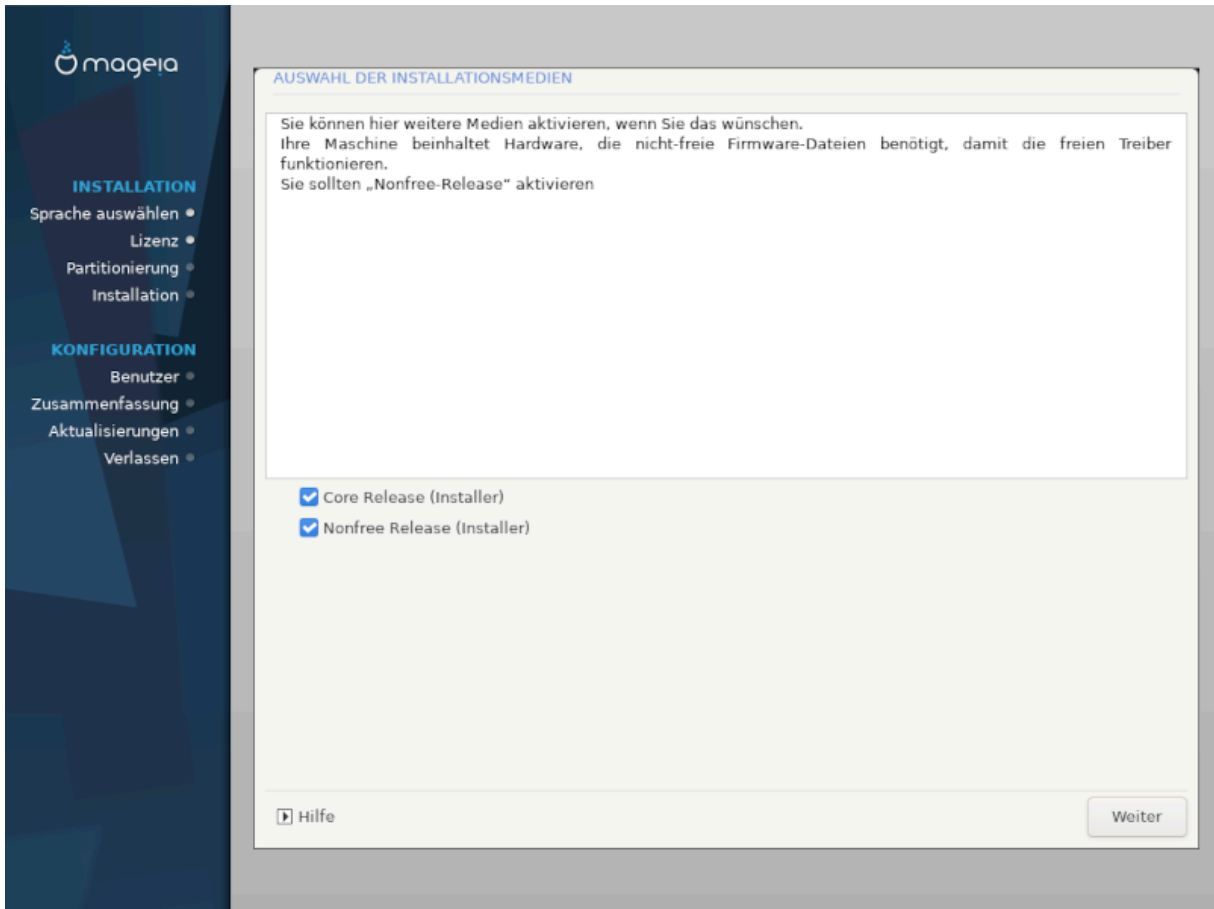 mageia
INSTALLATION
Sprache auswählen
Lizenz
Partitionierung
Installation
KONFIGURATION
Benutzer
Zusammenfassung
Aktualisierungen
Verlassen
AUSWAHL DER INSTALLATIONSMEDIEN
Sie können hier weitere Medien aktivieren, wenn Sie das wünschen.
Ihre Maschine beinhaltet Hardware, die nicht-freie Firmware-Dateien benötigt, damit die freien Treiber
funktionieren.
Sie sollten „Nonfree-Release“ aktivieren
Core Release (Installer)
Nonfree Release (Installer)
Hilfe
Weiter